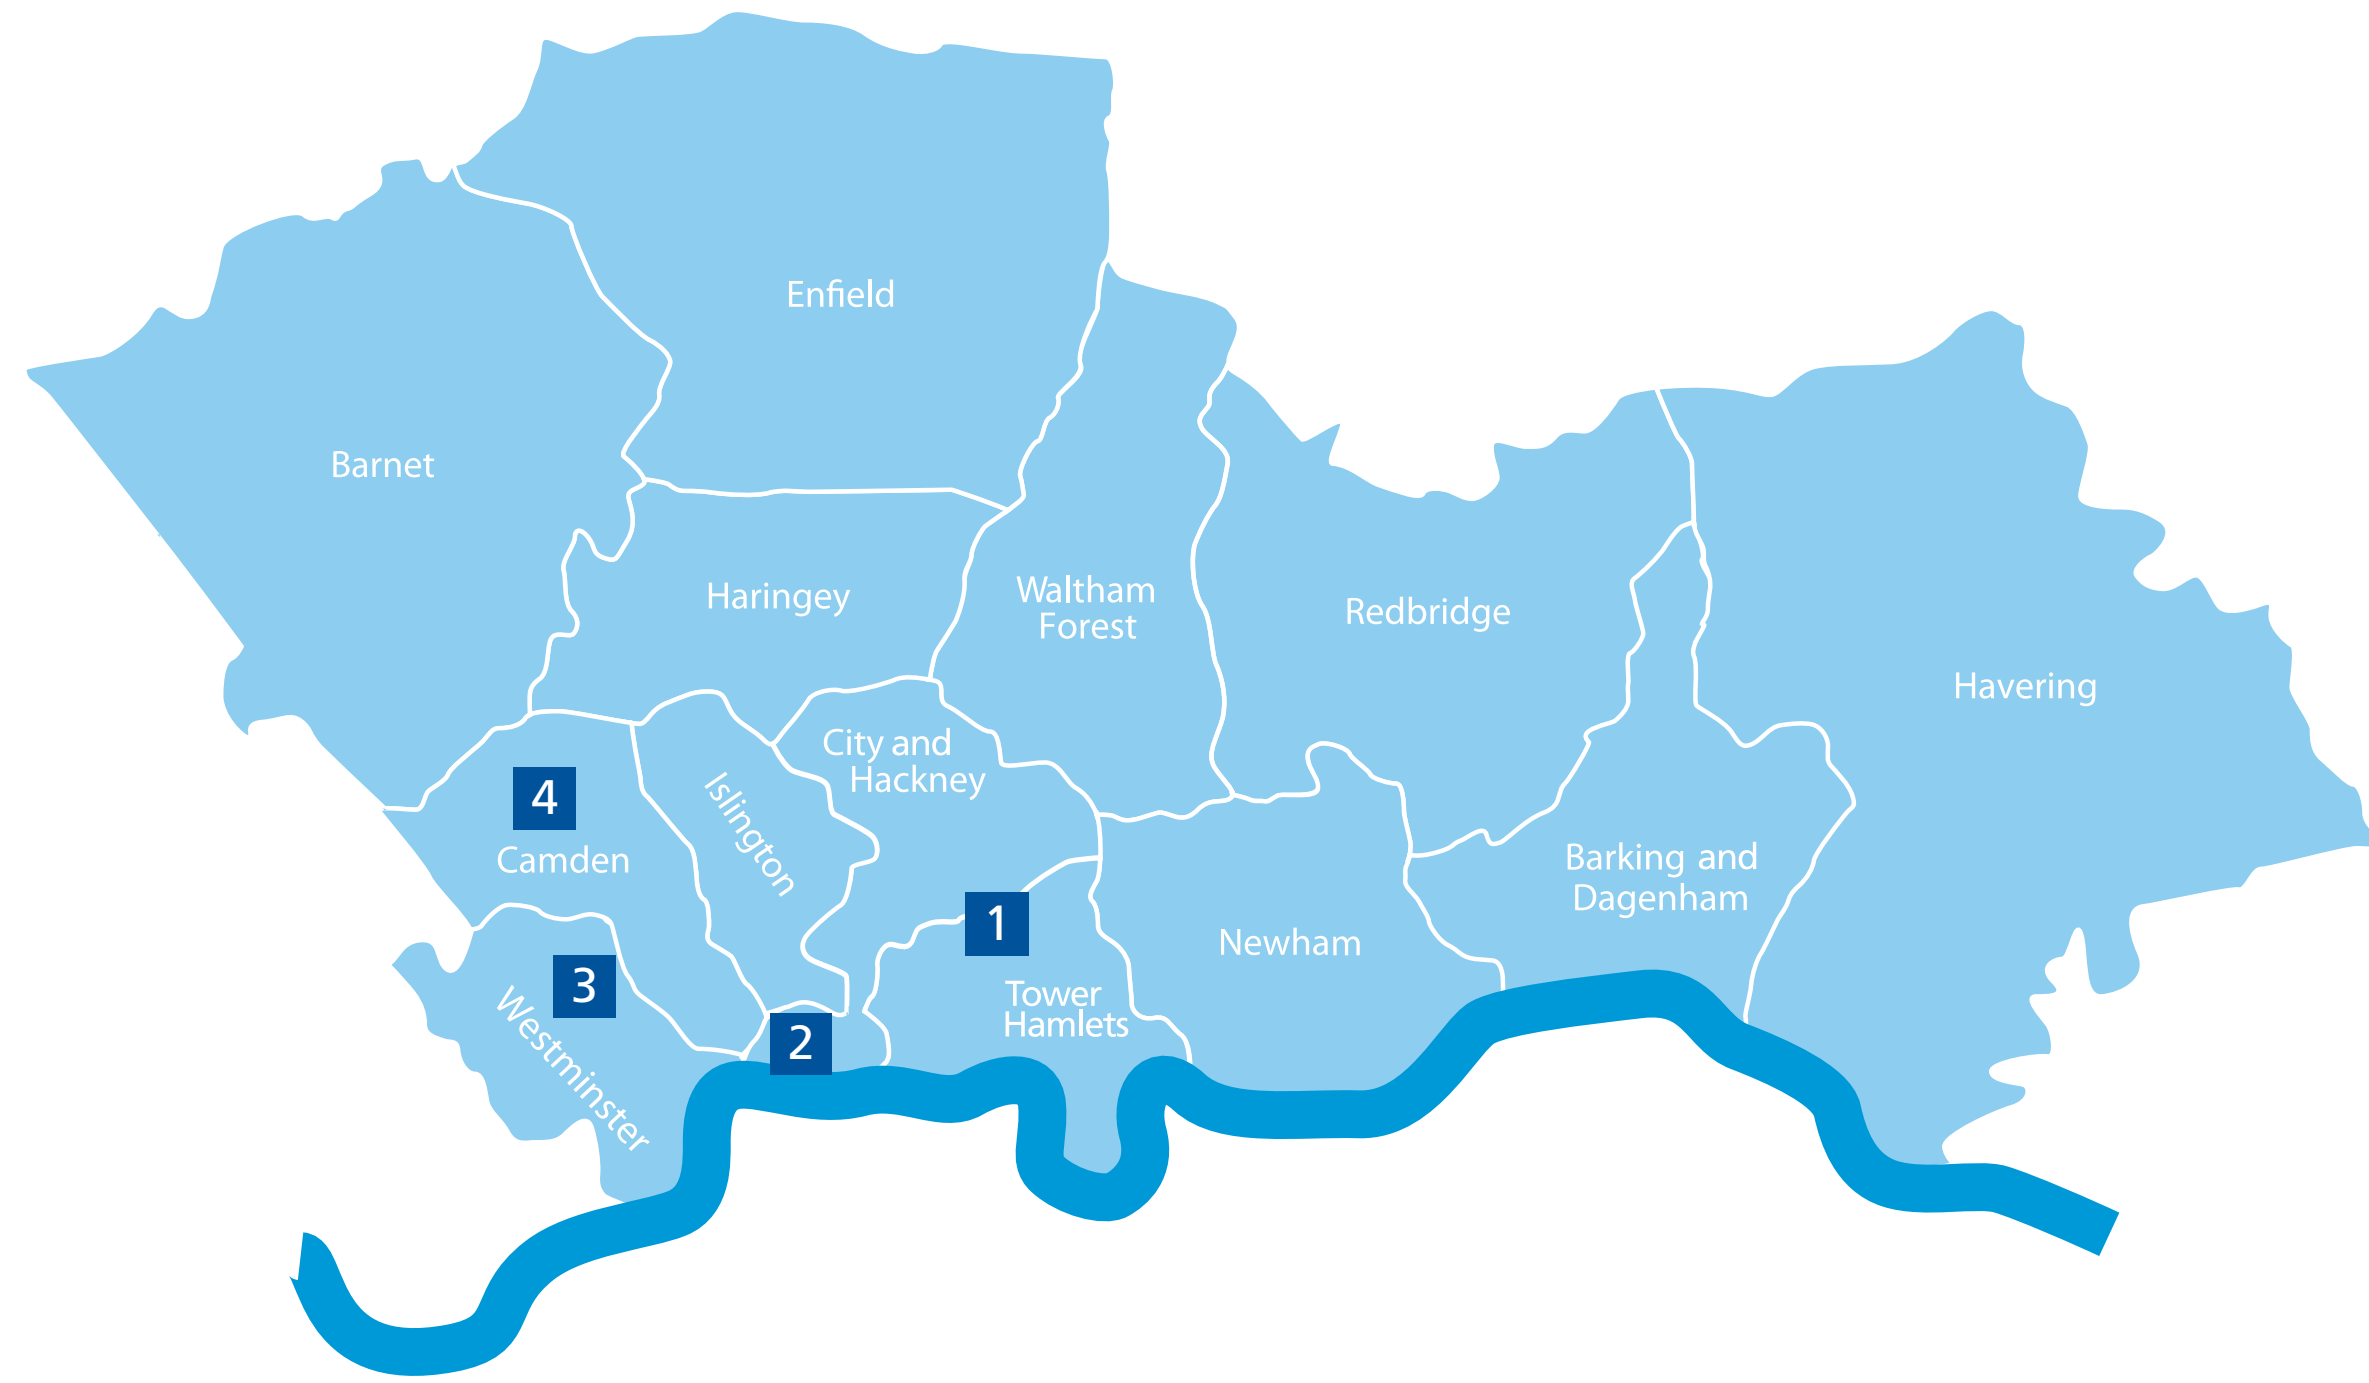 Enfield
Barnet
Haringey
Waltham
Forest
Redbridge
Havering
City and
Hackney
Islington
4
Camden
1
Barking and
Dagenham
Newham
3
Westminster
Tower
Hamlets
2